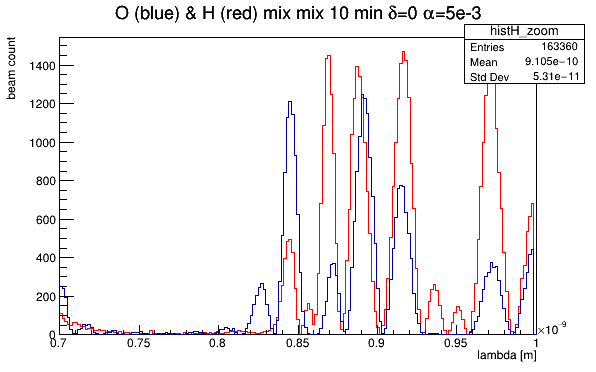 O (blue) & H (red) mix mix 10 min δ=0 α=5e-3
histH_zoom
Entries 163360
Mean 9.105e-10
Std Dev 5.31e-11
beam count
1400
1200
1000
800
600
400
200
0
0.7 0.75 0.8 0.85 0.9 0.95 1
×10-9
lambda [m]